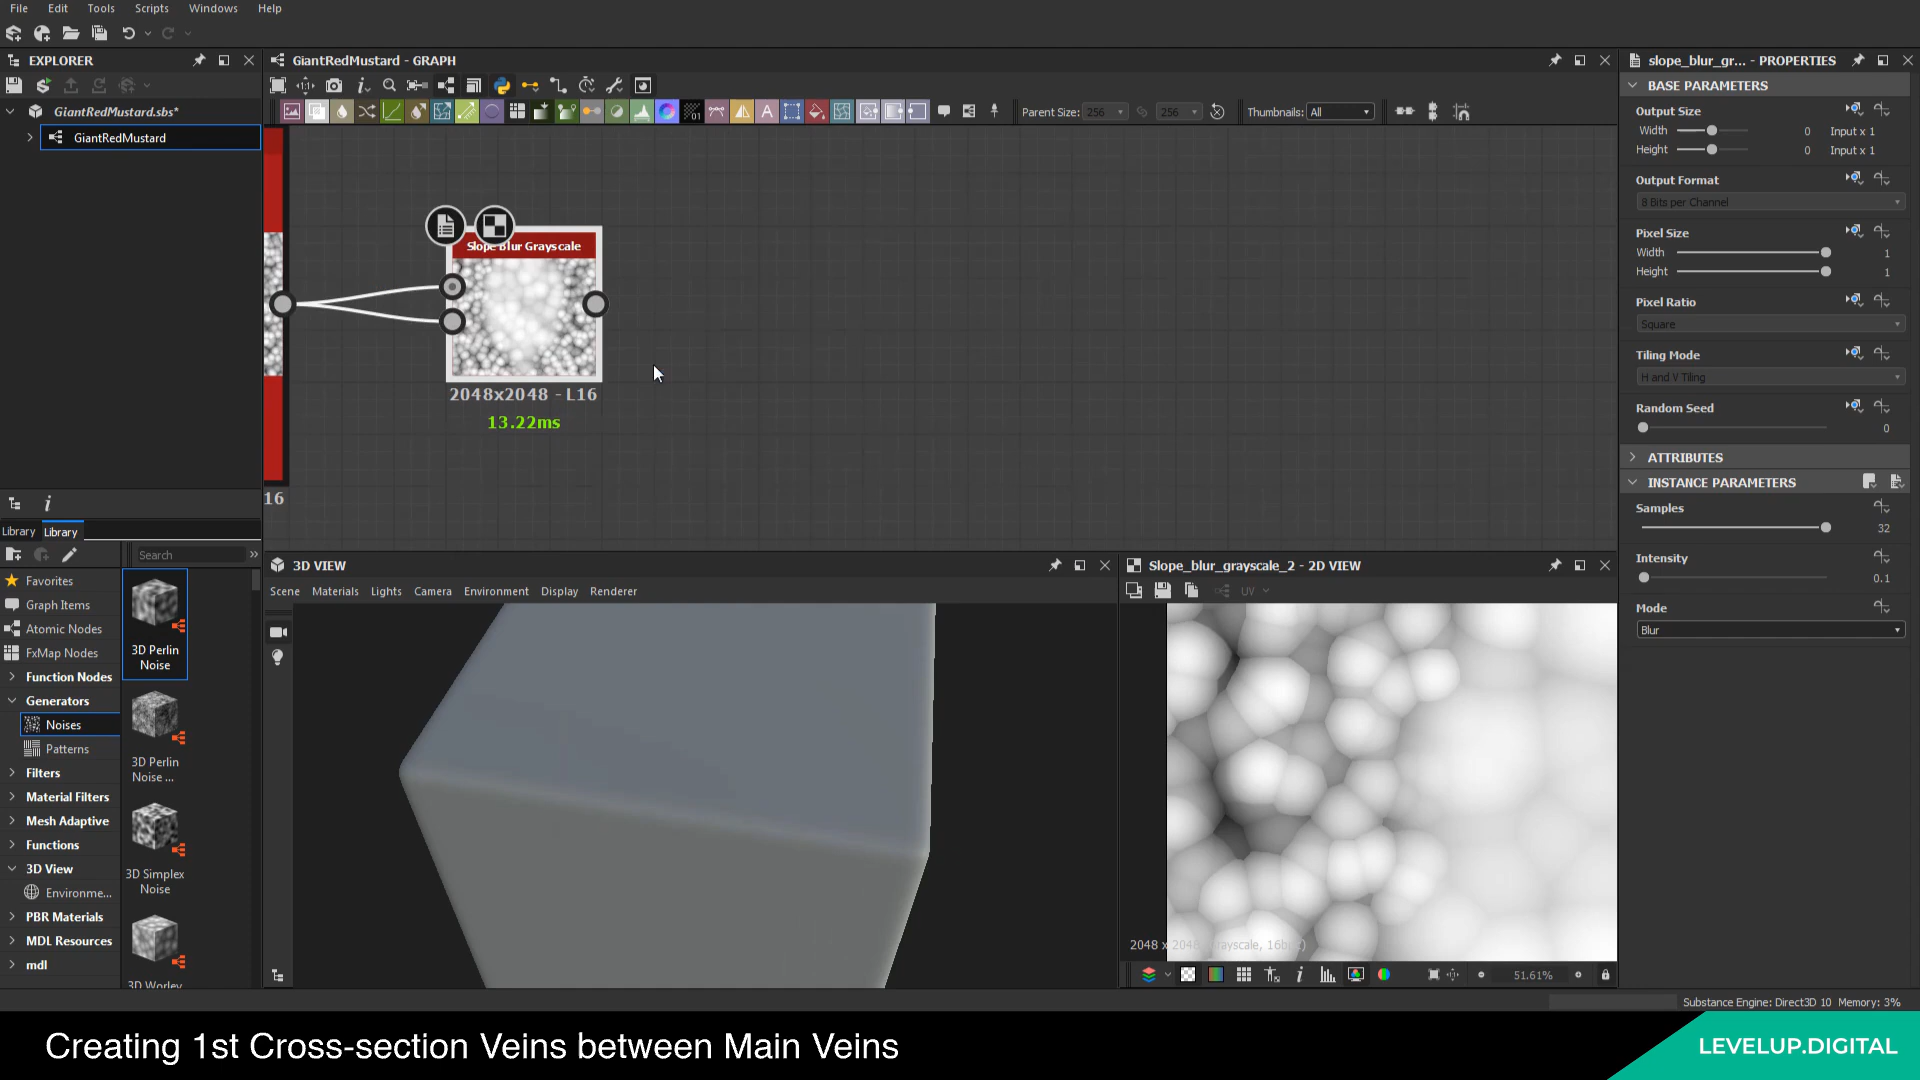 File Edit Tools Scripts Windows Help
EXPLORER
GiantRedMustard.sbs*
GiantRedMustard
Library Library
Search
Favorites
Graph Items
Atomic Nodes
FxMap Nodes
Function Nodes
Generators
Noises
Patterns
Filters
Material Filters
Mesh Adaptive
Functions
3D View
Environme...
PBR Materials
MDL Resources
mdl
3D Perlin
Noise
3D Perlin
Noise ...
3D Simplex
Noise
3D Worley
GiantRedMustard - GRAPH
Parent Size: 256 256 Thumbnails: All
Slope Blur Grayscale
2048x2048 - L16
13.22ms
16
3D VIEW
Scene Materials Lights Camera Environment Display Renderer
Slope_blur_grayscale_2 - 2D VIEW
UV
51.61%
slope_blur_gr... - PROPERTIES
BASE PARAMETERS
Output Size
Width 0 Input x 1
Height 0 Input x 1
Output Format
8 Bits per Channel
Pixel Size
Width 1
Height 1
Pixel Ratio
Square
Tiling Mode
H and V Tiling
Random Seed
0
ATTRIBUTES
INSTANCE PARAMETERS
Samples
32
Intensity
0.1
Mode
Blur
Substance Engine: Direct3D 10 Memory: 3%
Creating 1st Cross-section Veins between Main Veins
LEVELUP.DIGITAL